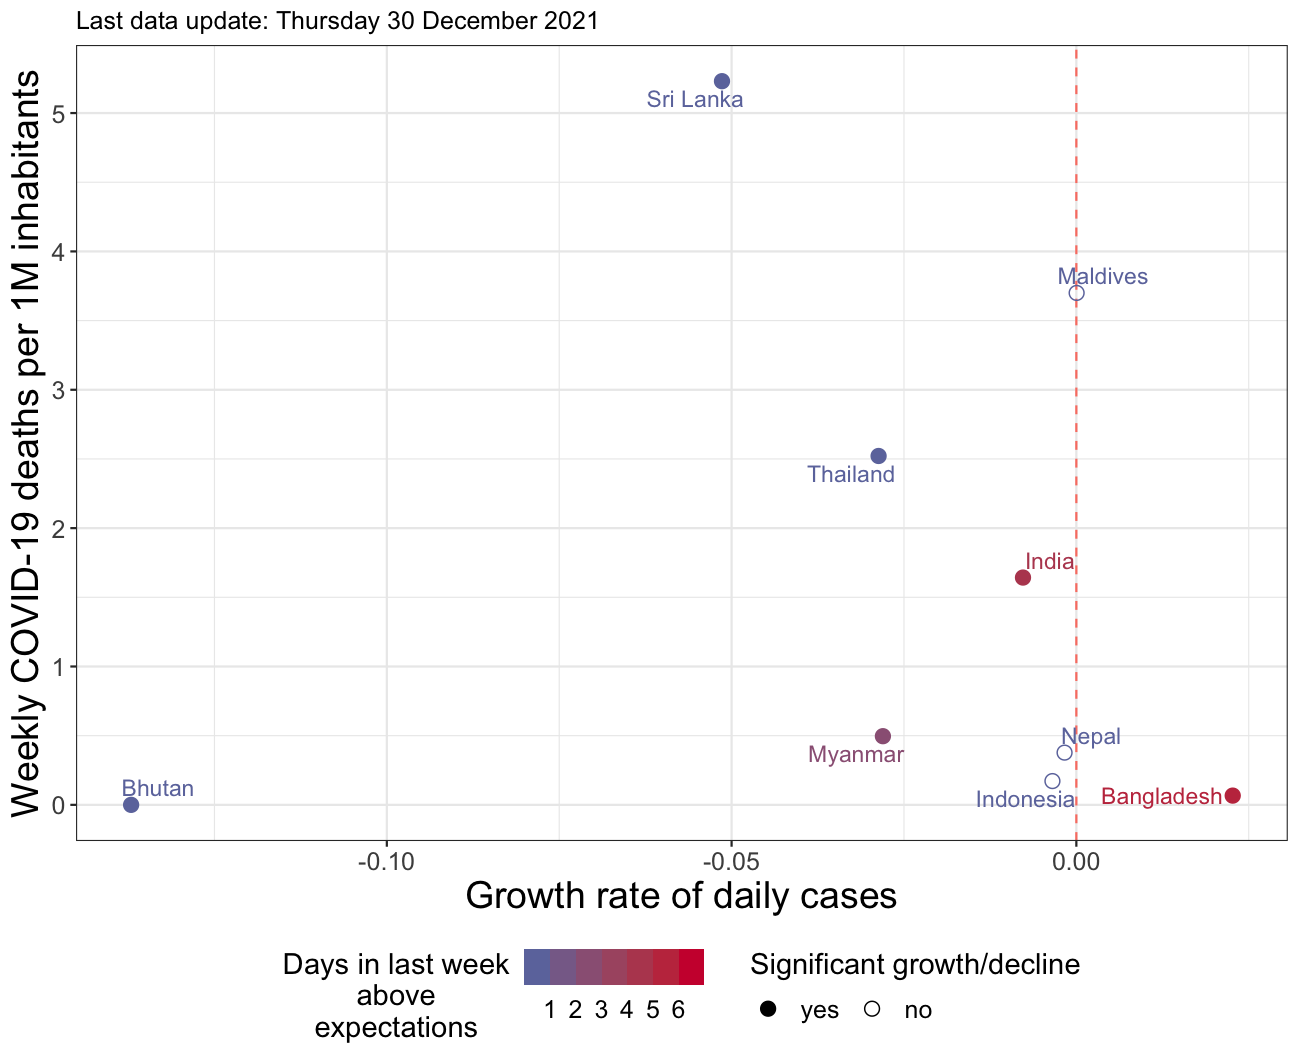 Last data update: Thursday 30 December 2021
Weekly COVID-19 deaths per 1M inhabitants
5
4
3
2
1
0
Sri Lanka
Maldives
Thailand
India
Nepal
Myanmar
Bhutan
Indonesia
Bangladesh
-0.10
-0.05
0.00
Growth rate of daily cases
Days in last week
above
expectations
1 2 3 4 5 6
Significant growth/decline
yes
no